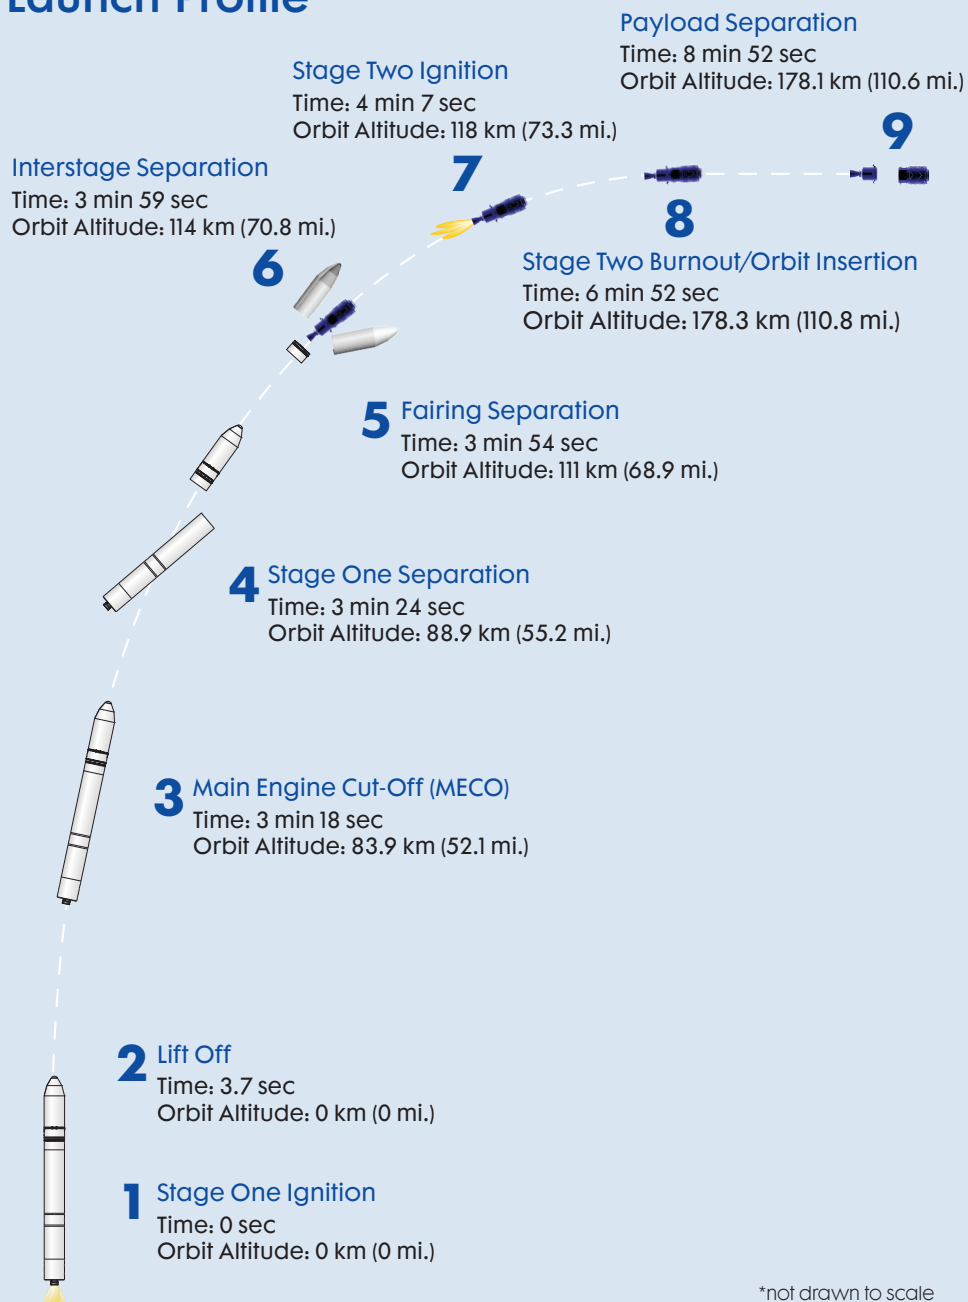 Launch Profile
Payload Separation
Time: 8 min 52 sec
Orbit Altitude: 178.1 km (110.6 mi.)
9
Stage Two Ignition
Time: 4 min 7 sec
Orbit Altitude: 118 km (73.3 mi.)
7
Interstage Separation
Time: 3 min 59 sec
Orbit Altitude: 114 km (70.8 mi.)
6
8
Stage Two Burnout/Orbit Insertion
Time: 6 min 52 sec
Orbit Altitude: 178.3 km (110.8 mi.)
5 Fairing Separation
Time: 3 min 54 sec
Orbit Altitude: 111 km (68.9 mi.)
4 Stage One Separation
Time: 3 min 24 sec
Orbit Altitude: 88.9 km (55.2 mi.)
3 Main Engine Cut-Off (MECO)
Time: 3 min 18 sec
Orbit Altitude: 83.9 km (52.1 mi.)
2 Lift Off
Time: 3.7 sec
Orbit Altitude: 0 km (0 mi.)
1 Stage One Ignition
Time: 0 sec
Orbit Altitude: 0 km (0 mi.)
*not drawn to scale